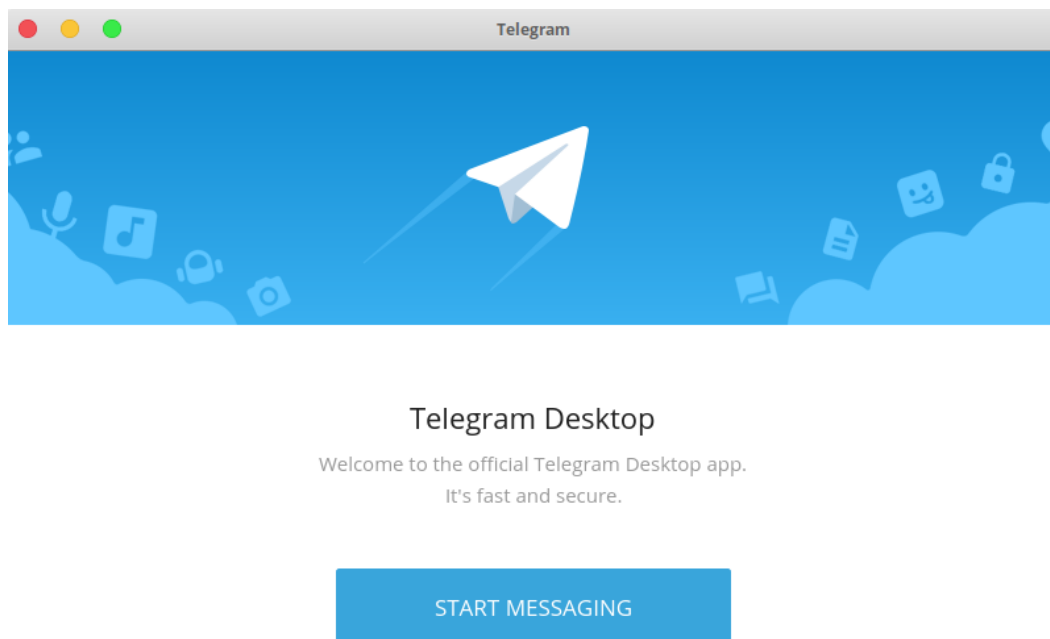 Telegram
Telegram Desktop
Welcome to the official Telegram Desktop app.
It's fast and secure.
START MESSAGING